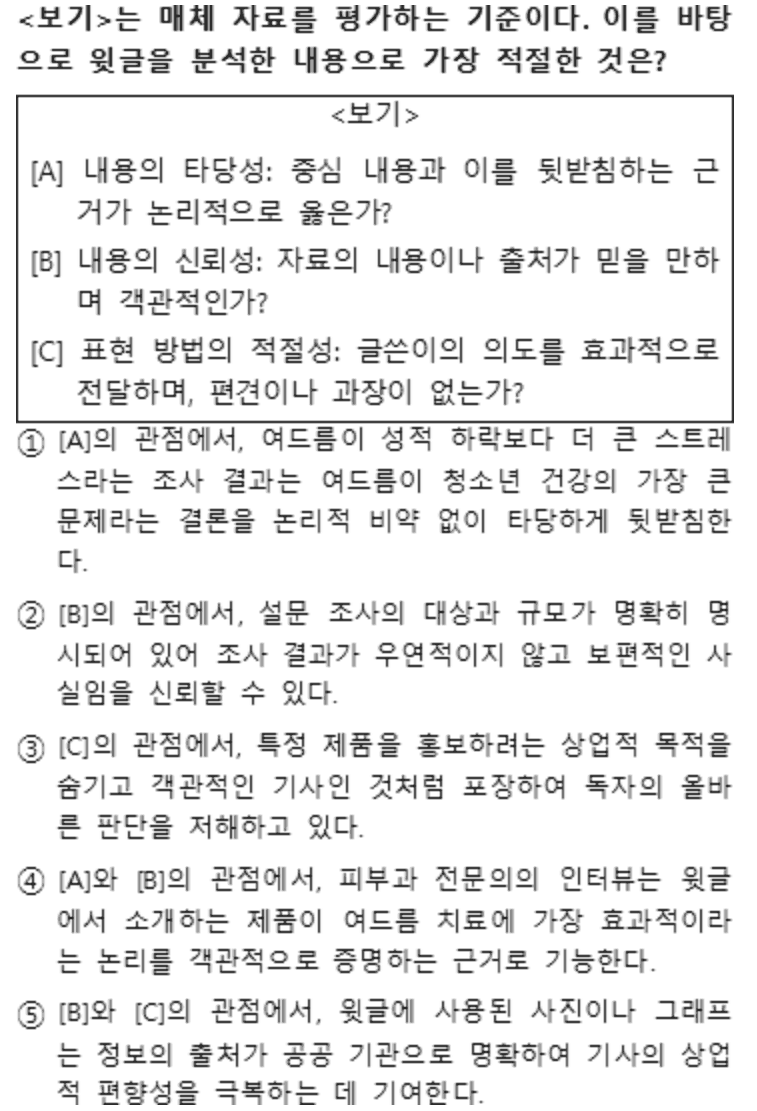 <보기>는 매체 자료를 평가하는 기준이다. 이를 바탕
으로 윗글을 분석한 내용으로 가장 적절한 것은?
<보기>
[A] 내용의 타당성: 중심 내용과 이를 뒷받침하는 근
거가 논리적으로 옳은가?
[B] 내용의 신뢰성: 자료의 내용이나 출처가 믿을 만하
며 객관적인가?
[C] 표현 방법의 적절성: 글쓴이의 의도를 효과적으로
전달하며, 편견이나 과장이 없는가?
① [A]의 관점에서, 여드름이 성적 하락보다 더 큰 스트레
스라는 조사 결과는 여드름이 청소년 건강의 가장 큰
문제라는 결론을 논리적 비약 없이 타당하게 뒷받침한
다.
② [B]의 관점에서, 설문 조사의 대상과 규모가 명확히 명
시되어 있어 조사 결과가 우연적이지 않고 보편적인 사
실임을 신뢰할 수 있다.
③ [C]의 관점에서, 특정 제품을 홍보하려는 상업적 목적을
숨기고 객관적인 기사인 것처럼 포장하여 독자의 올바
른 판단을 저해하고 있다.
④ [A]와 [B]의 관점에서, 피부과 전문의의 인터뷰는 윗글
에서 소개하는 제품이 여드름 치료에 가장 효과적이라
는 논리를 객관적으로 증명하는 근거로 기능한다.
⑤ [B]와 [C]의 관점에서, 윗글에 사용된 사진이나 그래프
는 정보의 출처가 공공 기관으로 명확하여 기사의 상업
적 편향성을 극복하는 데 기여한다.